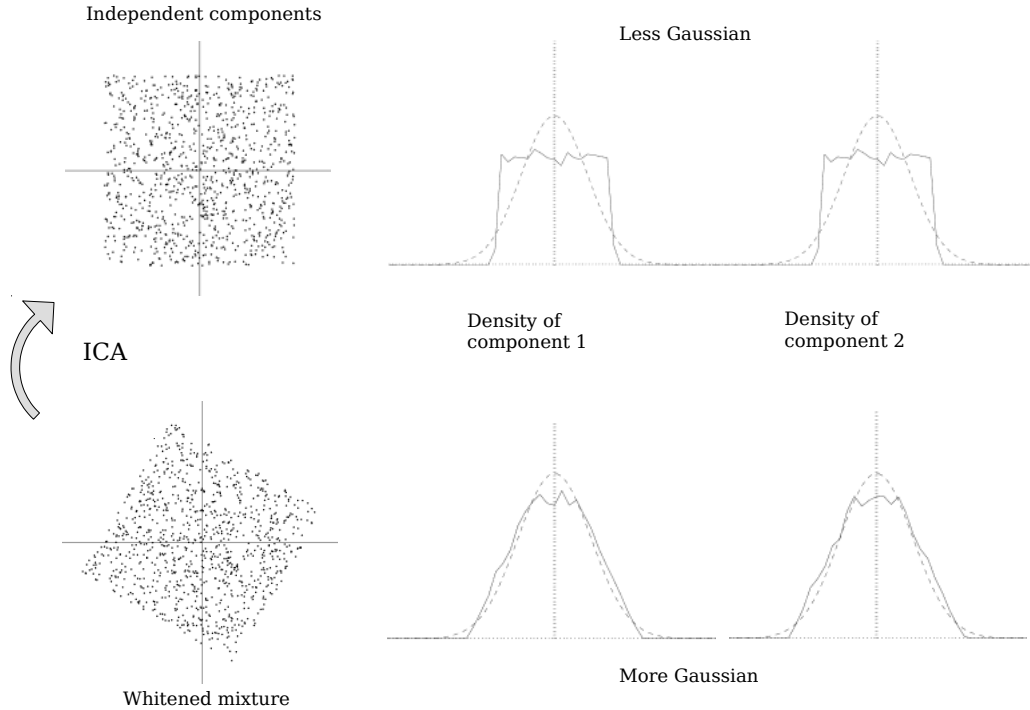 Independent components
Less Gaussian
Density of
component 1
Density of
component 2
ICA
More Gaussian
Whitened mixture